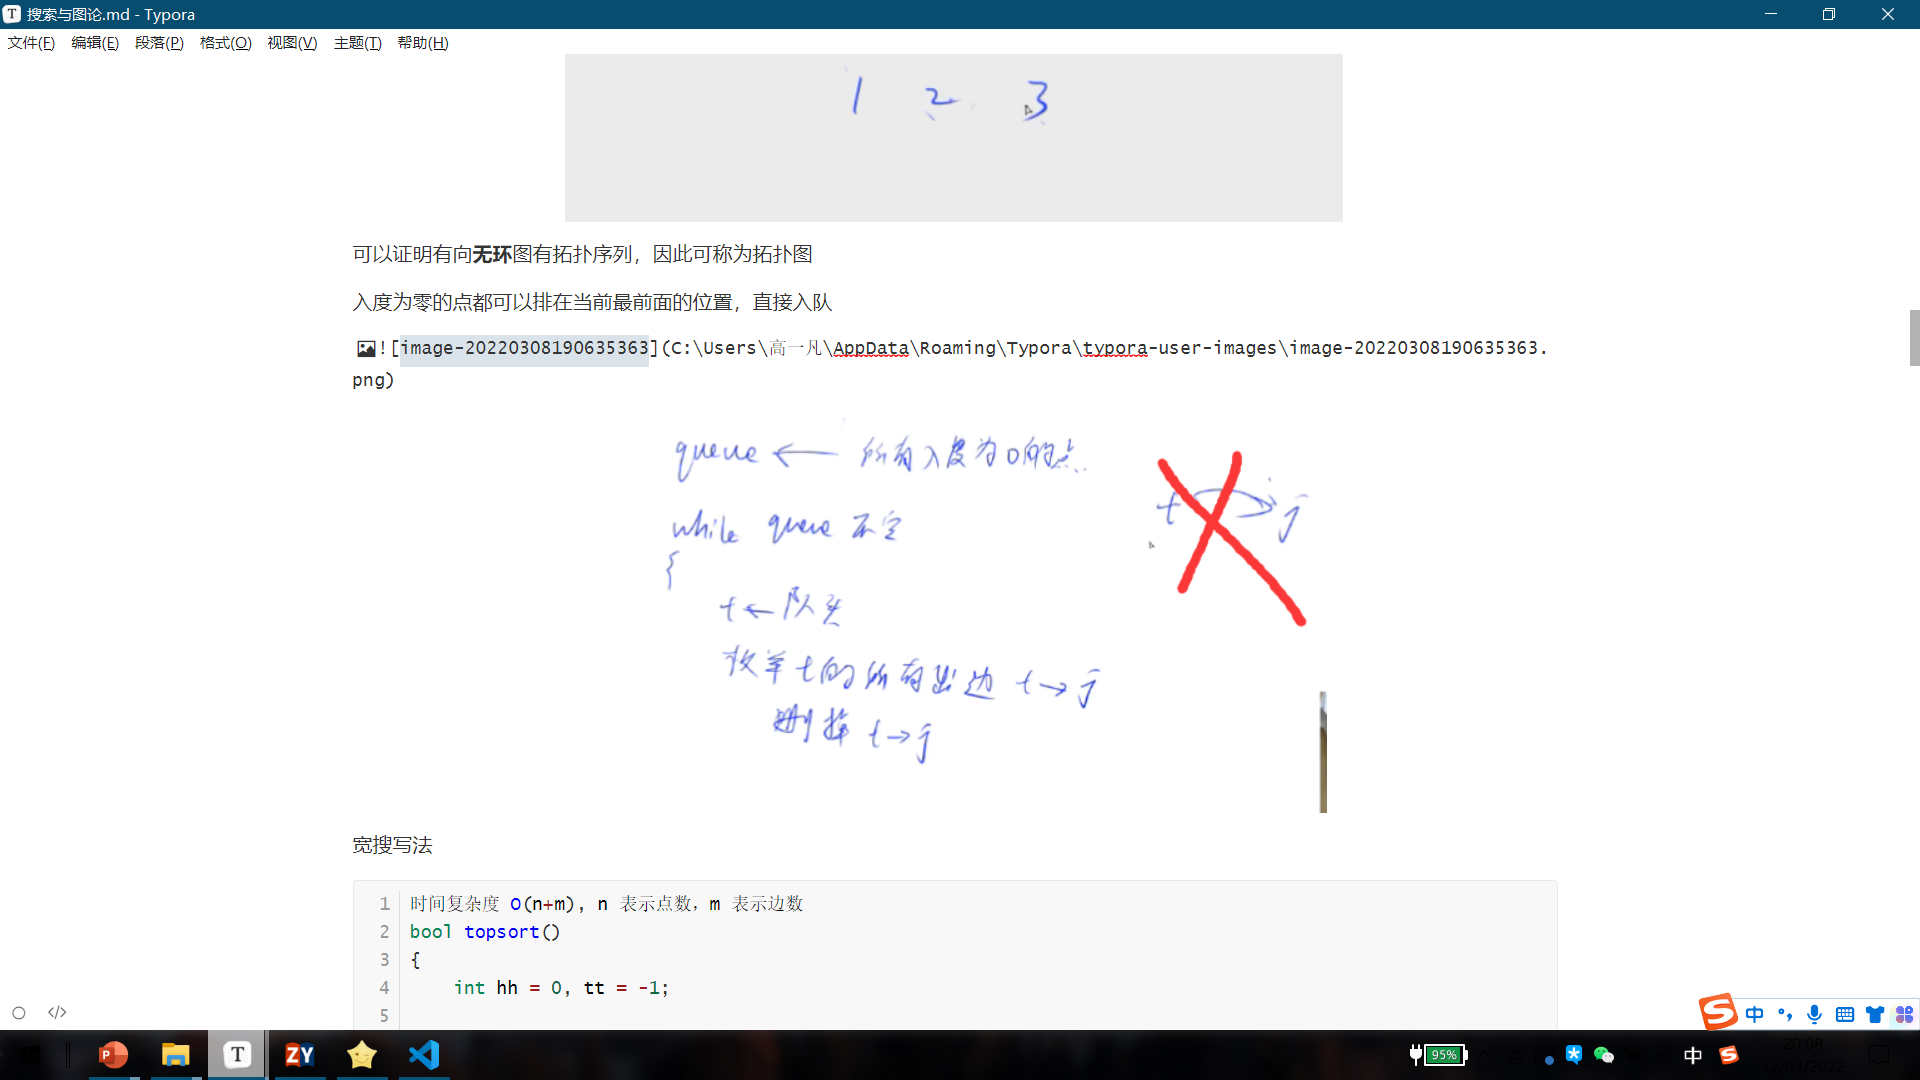 搜索与图论.md - Typora
文件(F) 编辑(E) 段落(P) 格式(O) 视图(V) 主题(T) 帮助(H)
1 2 3
可以证明有向无环图有拓扑序列，因此可称为拓扑图
入度为零的点都可以排在当前最前面的位置，直接入队
![image-20220308190635363](C:\Users\高一凡\AppData\Roaming\Typora\typora-user-images\image-20220308190635363.
png)
queue ← 所有入度为0的点
t → j
while queue 不空
{
t ← 队头
枚举 t 的所有出边 t → j
删掉 t → j
宽搜写法
1 时间复杂度 O(n+m), n 表示点数，m 表示边数
2 bool topsort()
3 {
4 int hh = 0, tt = -1;
5
中
T ZY 95% 中
20:08
12/04/2022